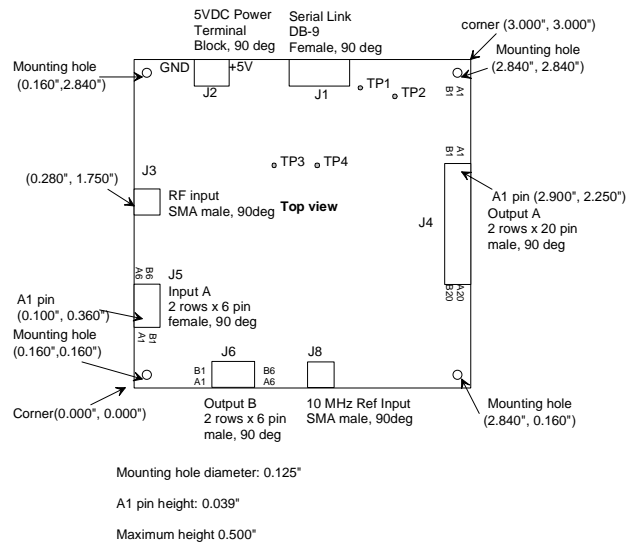 5VDC Power
Terminal
Block, 90 deg
Serial Link
DB-9
Female, 90 deg
corner (3.000", 3.000")
Mounting hole
(0.160",2.840")
GND
+5V
J2
J1
TP1
TP2
Mounting hole
(2.840", 2.840")
B1
A1
TP3
TP4
B1
A1
J3
(0.280", 1.750")
RF input
SMA male, 90deg
Top view
J4
A1 pin (2.900", 2.250")
Output A
2 rows x 20 pin
male, 90 deg
A6
B6
J5
Input A
2 rows x 6 pin
female, 90 deg
B20
A20
A1 pin
(0.100", 0.360")
A1
B1
Mounting hole
(0.160",0.160")
J6
B1
A1
B6
A6
J8
Corner(0.000", 0.000")
Output B
2 rows x 6 pin
male, 90 deg
10 MHz Ref Input
SMA male, 90deg
Mounting hole
(2.840", 0.160")
Mounting hole diameter: 0.125"
A1 pin height: 0.039"
Maximum height 0.500"